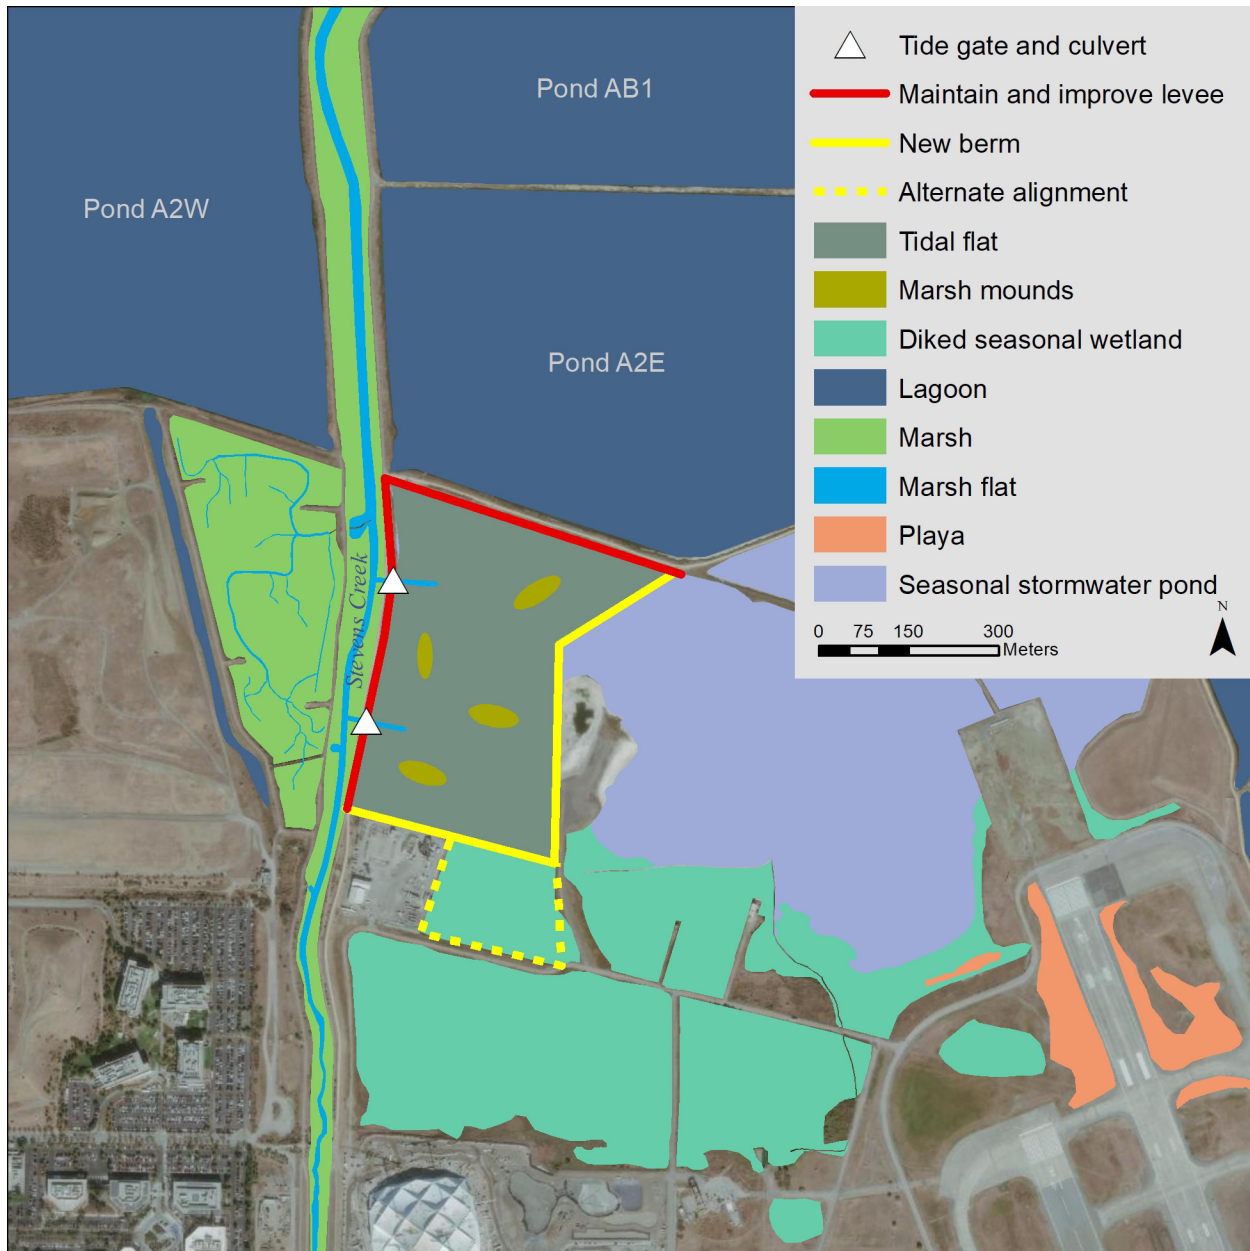 Pond AB1
Pond A2W
Pond A2E
Stevens Creek
Tide gate and culvert
Maintain and improve levee
New berm
Alternate alignment
Tidal flat
Marsh mounds
Diked seasonal wetland
Lagoon
Marsh
Marsh flat
Playa
Seasonal stormwater pond
N
0 75 150 300
Meters